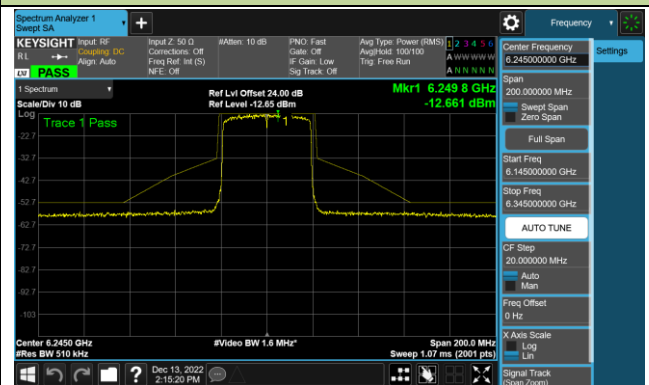 Spectrum Analyzer 1
Swept SA
Frequency
KEYSIGHT
RL
LXI
PASS
Input: RF
Coupling: DC
Align: Auto
Input Z: 50 Ω
Corrections: Off
Freq Ref: Int (S)
NFE: Off
#Atten: 10 dB
PNO: Fast
Gate: Off
IF Gain: Low
Sig Track: Off
Avg Type: Power (RMS)
Avg|Hold: 100/100
Trig: Free Run
1 2 3 4 5 6
A W W W W W
A N N N N N
1 Spectrum
Scale/Div 10 dB
Log
Ref Lvl Offset 24.00 dB
Ref Level -12.65 dBm
Mkr1 6.249 8 GHz
-12.661 dBm
Trace 1 Pass
1
-22.7
-32.7
-42.7
-52.7
-62.7
-72.7
-82.7
-92.7
-103
Center 6.2450 GHz
#Res BW 510 kHz
#Video BW 1.6 MHz*
Span 200.0 MHz
Sweep 1.07 ms (2001 pts)
Dec 13, 2022
2:15:20 PM
Center Frequency
6.245000000 GHz
Settings
Span
200.000000 MHz
Swept Span
Zero Span
Full Span
Start Freq
6.145000000 GHz
Stop Freq
6.345000000 GHz
AUTO TUNE
CF Step
20.000000 MHz
Auto
Man
Freq Offset
0 Hz
X Axis Scale
Log
Lin
Signal Track
(Span Zoom)